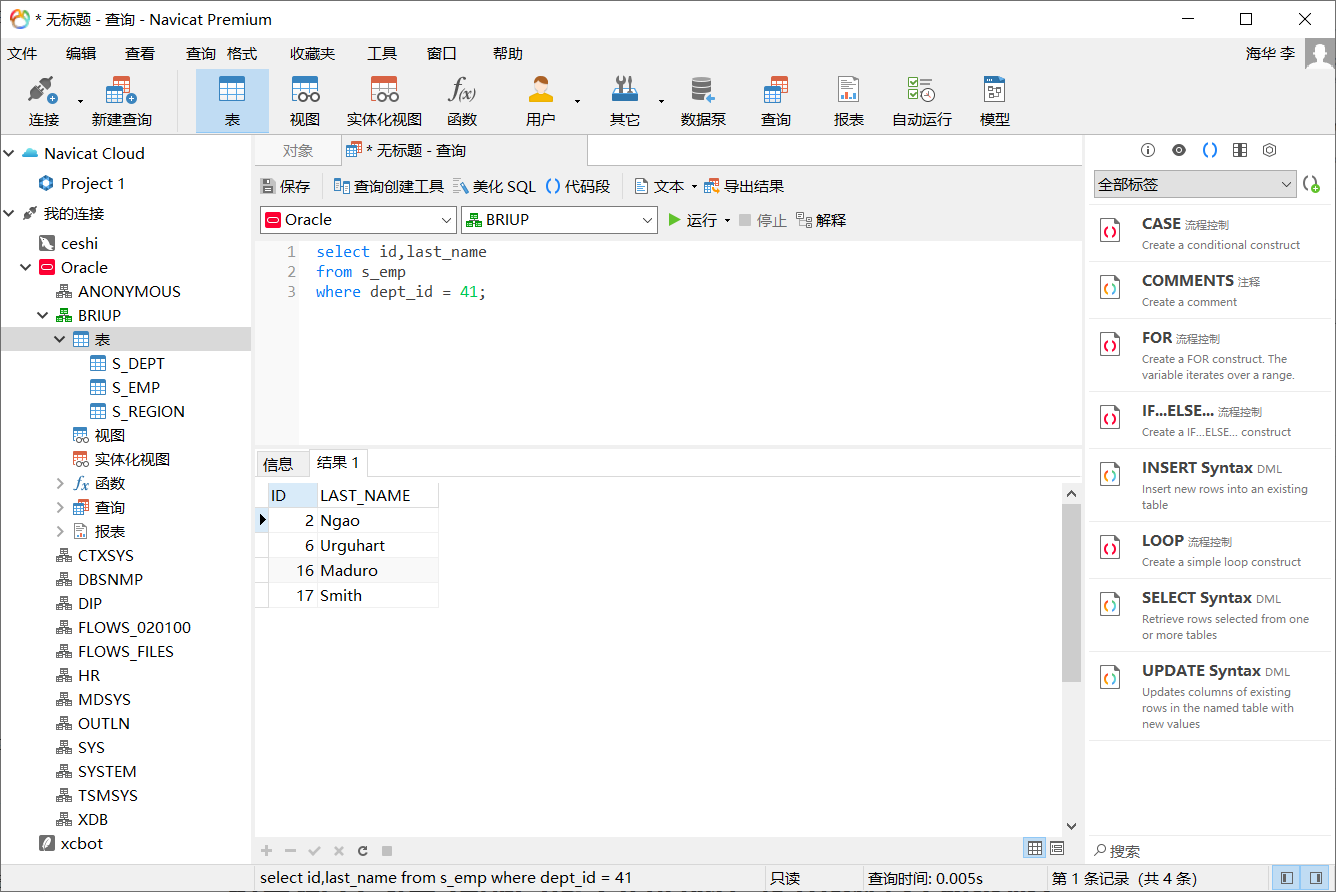 * 无标题 - 查询 - Navicat Premium
文件 编辑 查看 查询 格式 收藏夹 工具 窗口 帮助 海华 李
连接 新建查询 表 视图 实体化视图 函数 用户 其它 数据泵 查询 报表 自动运行 模型
Navicat Cloud
Project 1
我的连接
ceshi
Oracle
ANONYMOUS
BRIUP
表
S_DEPT
S_EMP
S_REGION
视图
实体化视图
函数
查询
报表
CTXSYS
DBSNMP
DIP
FLOWS_020100
FLOWS_FILES
HR
MDSYS
OUTLN
SYS
SYSTEM
TSMSYS
XDB
xcbot
对象 * 无标题 - 查询
保存 查询创建工具 美化 SQL () 代码段 文本 导出结果
Oracle BRIUP 运行 停止 解释
1 select id,last_name
2 from s_emp
3 where dept_id = 41;
信息 结果 1
ID LAST_NAME
2 Ngao
6 Urguhart
16 Maduro
17 Smith
全部标签
CASE 流程控制
Create a conditional construct
COMMENTS 注释
Create a comment
FOR 流程控制
Create a FOR construct. The
variable iterates over a range.
IF...ELSE... 流程控制
Create a IF...ELSE... construct
INSERT Syntax DML
Insert new rows into an existing
table
LOOP 流程控制
Create a simple loop construct
SELECT Syntax DML
Retrieve rows selected from one
or more tables
UPDATE Syntax DML
Updates columns of existing
rows in the named table with
new values
搜索
select id,last_name from s_emp where dept_id = 41 只读 查询时间: 0.005s 第 1 条记录 (共 4 条)